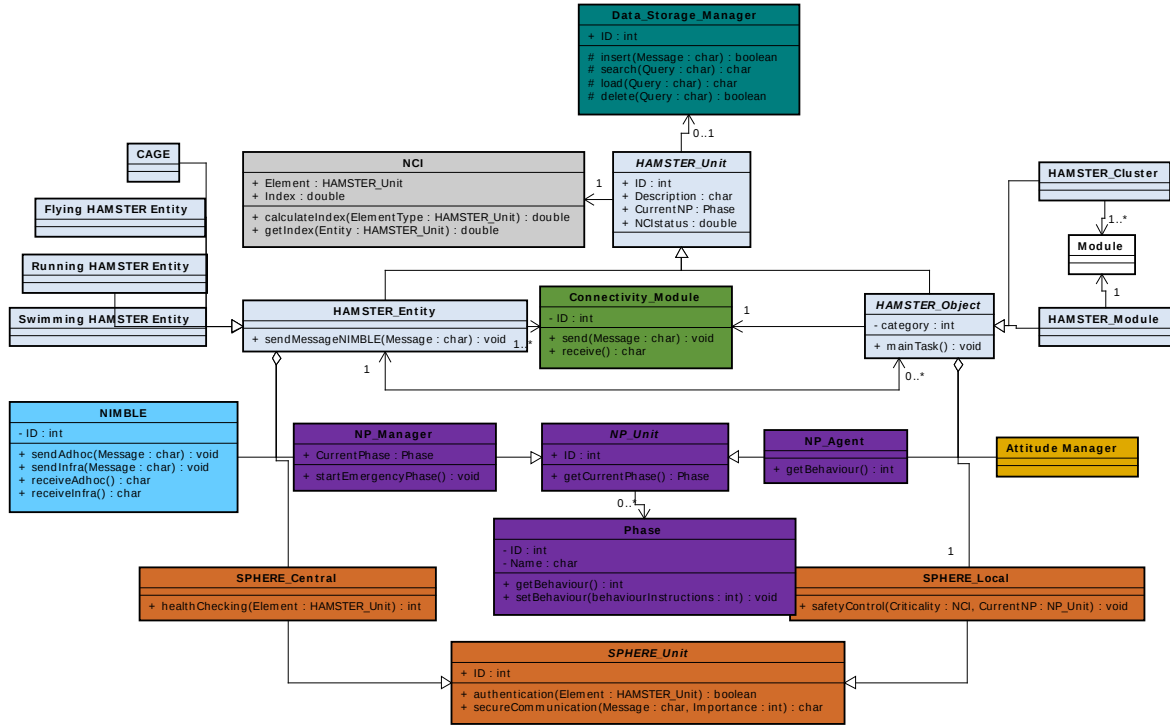 Data_Storage_Manager
+ ID : int
# insert(Message : char) : boolean
# search(Query : char) : char
# load(Query : char) : char
# delete(Query : char) : boolean
0..1
CAGE
Flying HAMSTER Entity
Running HAMSTER Entity
Swimming HAMSTER Entity
NCI
+ Element : HAMSTER_Unit
+ Index : double
+ calculateIndex(ElementType : HAMSTER_Unit) : double
+ getIndex(Entity : HAMSTER_Unit) : double
1
HAMSTER_Unit
+ ID : int
+ Description : char
+ CurrentNP : Phase
+ NCIstatus : double
HAMSTER_Cluster
1..*
Module
1
HAMSTER_Module
HAMSTER_Entity
+ sendMessageNIMBLE(Message : char) : void
1..*
Connectivity_Module
- ID : int
+ send(Message : char) : void
+ receive() : char
1
HAMSTER_Object
- category : int
+ mainTask() : void
1
0..*
NIMBLE
- ID : int
+ sendAdhoc(Message : char) : void
+ sendInfra(Message : char) : void
+ receiveAdhoc() : char
+ receiveInfra() : char
NP_Manager
+ CurrentPhase : Phase
+ startEmergencyPhase() : void
NP_Unit
+ ID : int
+ getCurrentPhase() : Phase
NP_Agent
+ getBehaviour() : int
Attitude Manager
0..*
Phase
- ID : int
- Name : char
+ getBehaviour() : int
+ setBehaviour(behaviourInstructions : int) : void
SPHERE_Central
+ healthChecking(Element : HAMSTER_Unit) : int
1
SPHERE_Local
+ safetyControl(Criticality : NCI, CurrentNP : NP_Unit) : void
SPHERE_Unit
+ ID : int
+ authentication(Element : HAMSTER_Unit) : boolean
+ secureCommunication(Message : char, Importance : int) : char